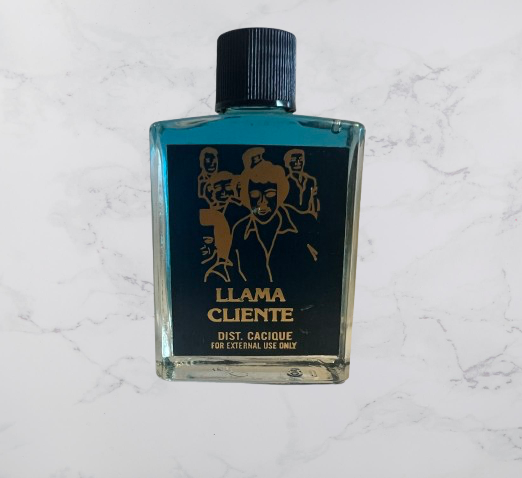 LLAMA
CLIENTE
DIST. CACIQUE
FOR EXTERNAL USE ONLY